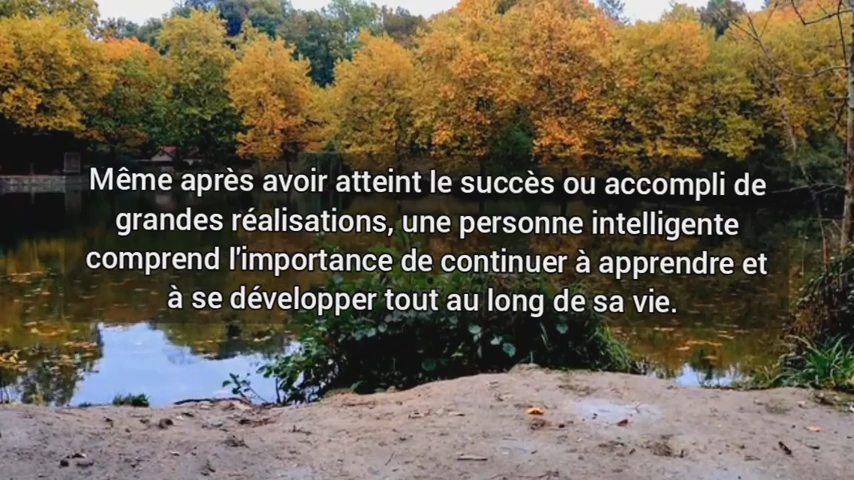 Même après avoir atteint le succès ou accompli de
grandes réalisations, une personne intelligente
comprend l'importance de continuer à apprendre et
à se développer tout au long de sa vie.